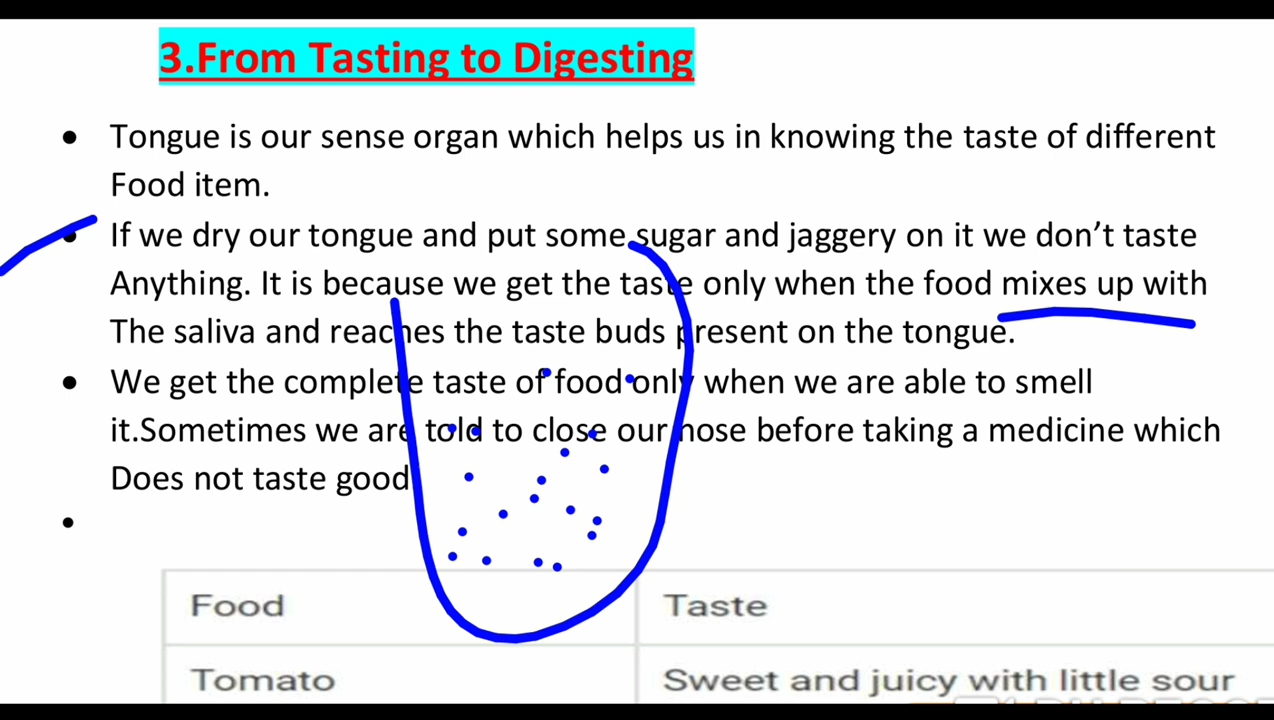 3.From Tasting to Digesting
• Tongue is our sense organ which helps us in knowing the taste of different
Food item.
• If we dry our tongue and put some sugar and jaggery on it we don’t taste
Anything. It is because we get the taste only when the food mixes up with
The saliva and reaches the taste buds present on the tongue.
• We get the complete taste of food only when we are able to smell
it.Sometimes we are told to close our nose before taking a medicine which
Does not taste good
•
Food Taste
Tomato Sweet and juicy with little sour